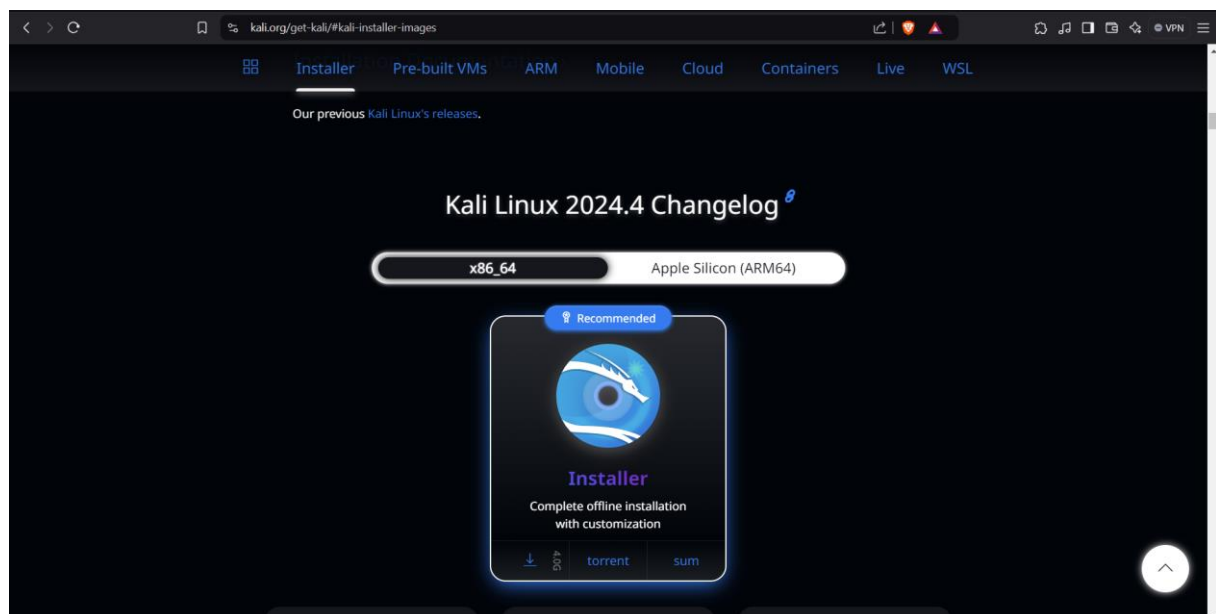 kali.org/get-kali/#kali-installer-images
VPN
Installer Pre-built VMs ARM Mobile Cloud Containers Live WSL
Our previous Kali Linux's releases.
Kali Linux 2024.4 Changelog
x86_64 Apple Silicon (ARM64)
Recommended
Installer
Complete offline installation
with customization
4.0G torrent sum